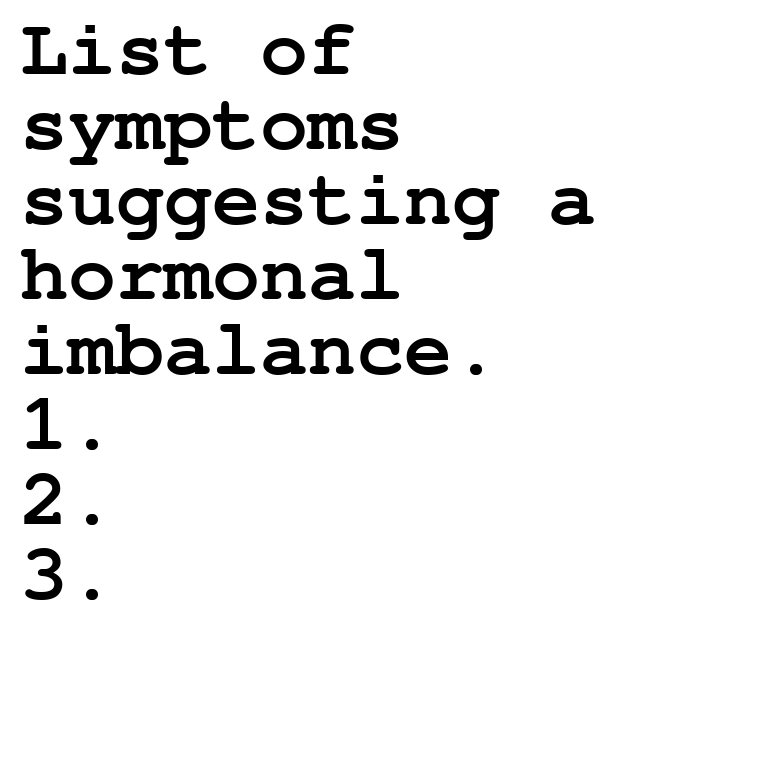 List of
symptoms
suggesting a
hormonal
imbalance.
1.
2.
3.